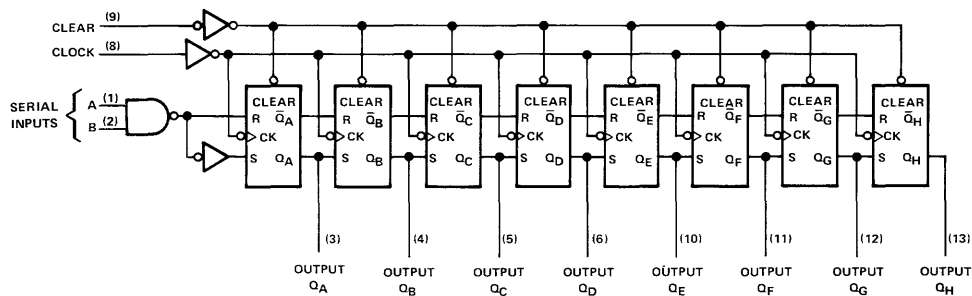 CLEAR (9)
CLOCK (8)
SERIAL INPUTS
A (1)
B (2)
CLEAR CLEAR CLEAR CLEAR CLEAR CLEAR CLEAR CLEAR
R Q̄A R Q̄B R Q̄C R Q̄D R Q̄E R Q̄F R Q̄G R Q̄H
CK CK CK CK CK CK CK CK
S QA S QB S QC S QD S QE S QF S QG S QH
(3) (4) (5) (6) (10) (11) (12) (13)
OUTPUT OUTPUT OUTPUT OUTPUT OUTPUT OUTPUT OUTPUT OUTPUT
QA QB QC QD QE QF QG QH